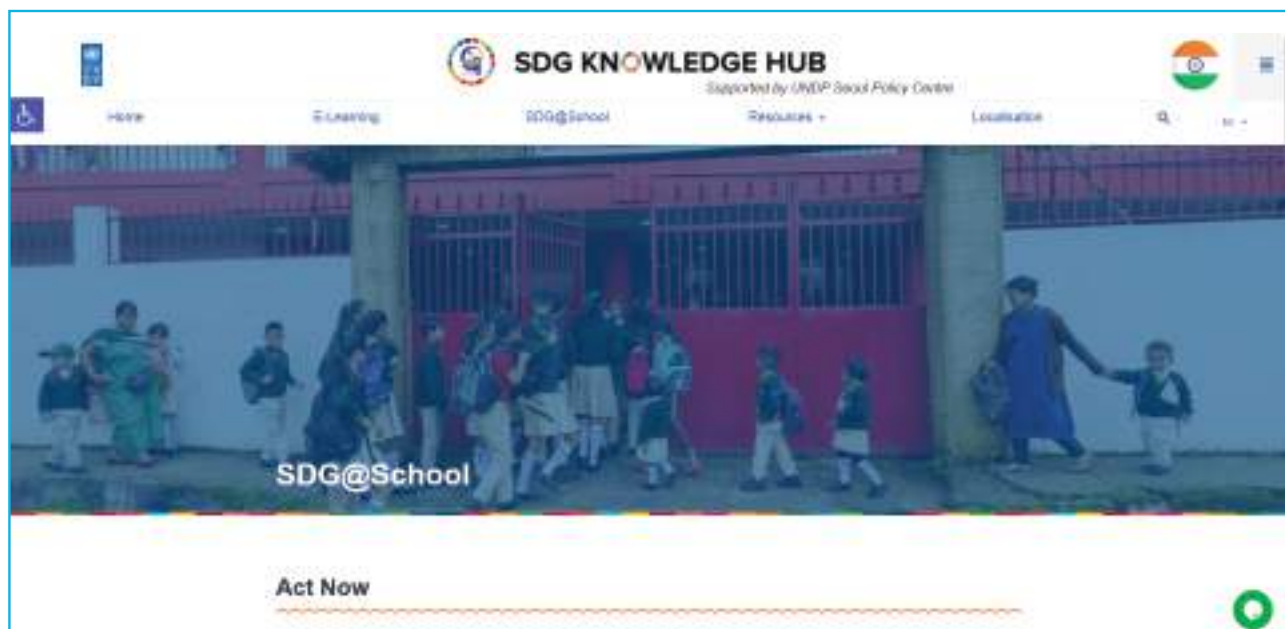 SDG KNOWLEDGE HUB
Supported by UNDP Seoul Policy Centre
Home
E-Learning
SDG@School
Resources
Localisation
SDG@School
Act Now